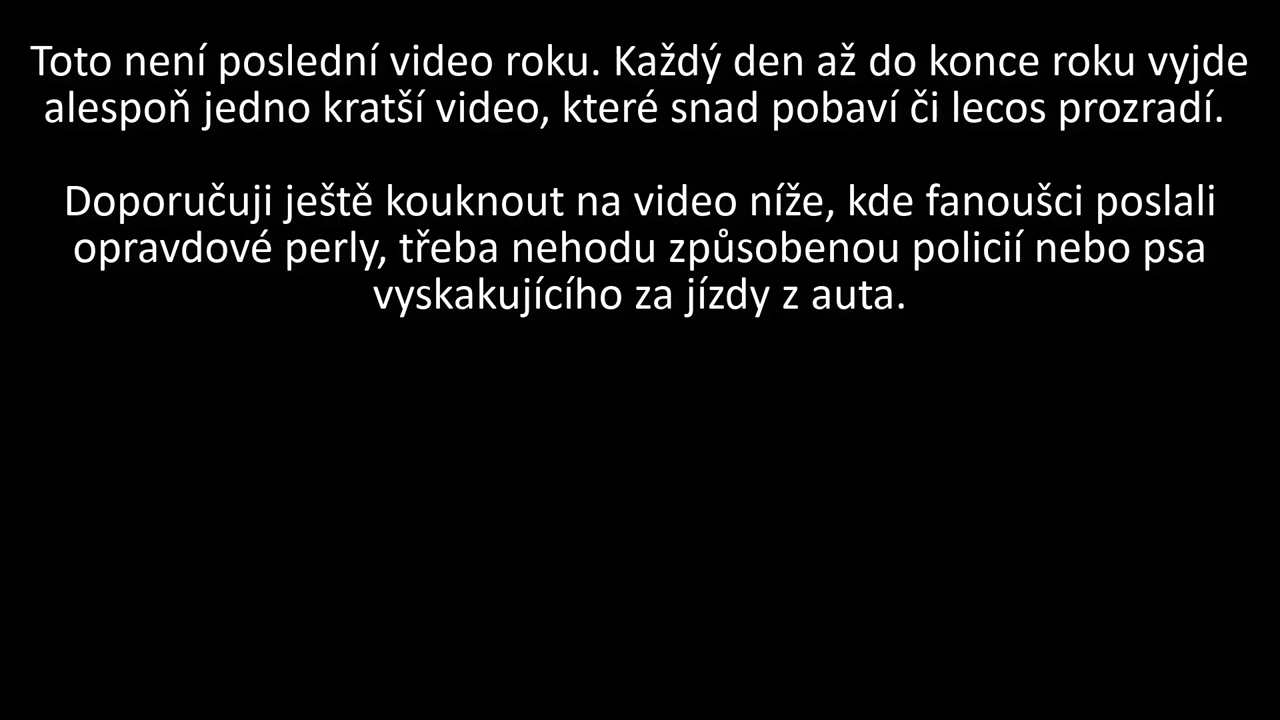 Toto není poslední video roku. Každý den až do konce roku vyjde
alespoň jedno kratší video, které snad pobaví či lecos prozradí.
Doporučuji ještě kouknout na video níže, kde fanoušci poslali
opravdové perly, třeba nehodu způsobenou policií nebo psa
vyskakujícího za jízdy z auta.